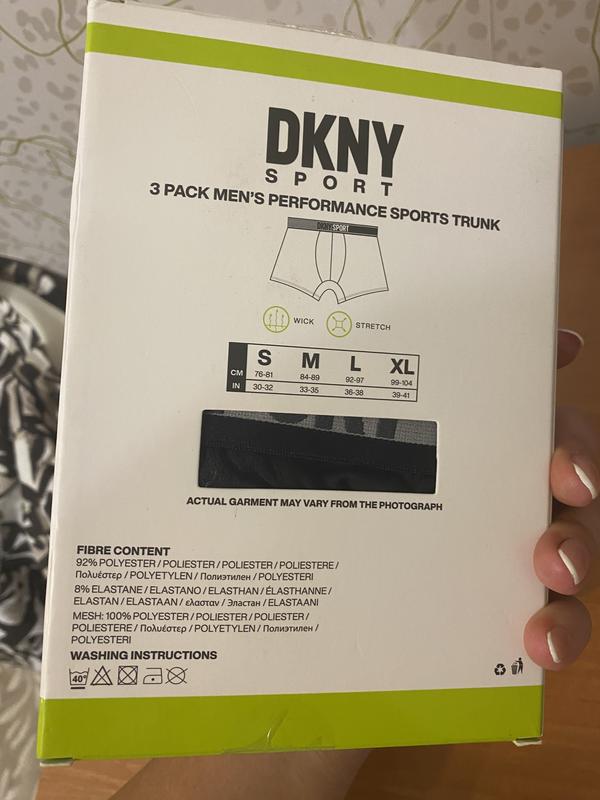 DKNY
SPORT
3 PACK MEN'S PERFORMANCE SPORTS TRUNK
DKNYSPORT
WICK
STRETCH
S M L XL
CM 76-81 84-89 92-97 99-104
IN 30-32 33-35 36-38 39-41
ACTUAL GARMENT MAY VARY FROM THE PHOTOGRAPH
FIBRE CONTENT
92% POLYESTER / POLIESTER / POLIESTER / POLIESTERE /
Πολυέστερ / POLYETYLEN / Полиэтилен / POLYESTERI
8% ELASTANE / ELASTANO / ELASTHAN / ÉLASTHANNE /
ELASTAN / ELASTAAN / ελασταν / Эластан / ELASTAANI
MESH: 100% POLYESTER / POLIESTER / POLIESTER /
POLIESTERE / Πολυέστερ / POLYETYLEN / Полиэтилен /
POLYESTERI
WASHING INSTRUCTIONS
40°